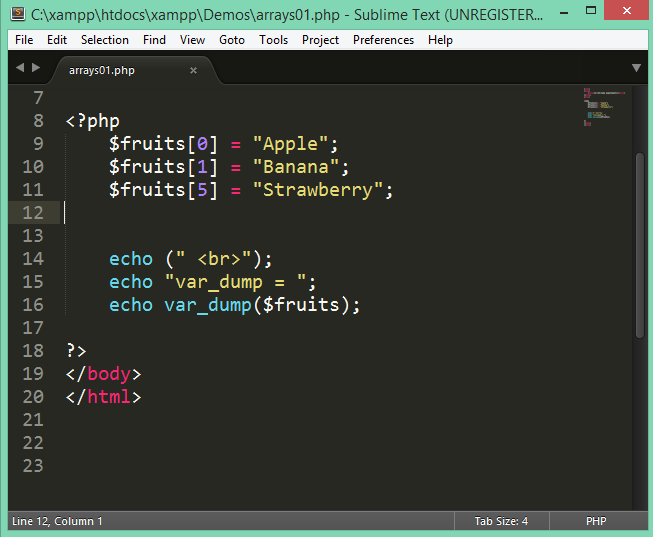 C:\xampp\htdocs\xampp\Demos\arrays01.php - Sublime Text (UNREGISTER...
File Edit Selection Find View Goto Tools Project Preferences Help
arrays01.php ×
7
8 <?php
9 $fruits[0] = "Apple";
10 $fruits[1] = "Banana";
11 $fruits[5] = "Strawberry";
12
13
14 echo (" <br>");
15 echo "var_dump = ";
16 echo var_dump($fruits);
17
18 ?>
19 </body>
20 </html>
21
22
23
Line 12, Column 1 Tab Size: 4 PHP